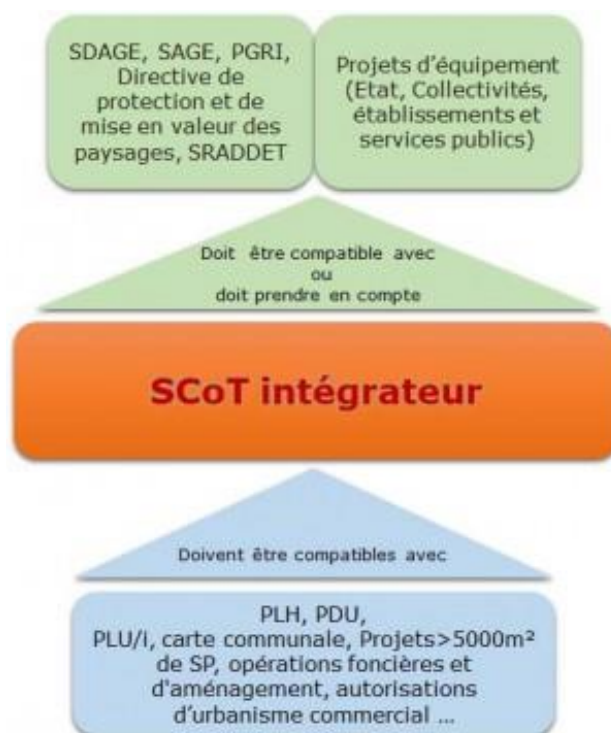 SDAGE, SAGE, PGRI,
Directive de
protection et de
mise en valeur des
paysages, SRADDET
Projets d'équipement
(Etat, Collectivités,
établissements et
services publics)
Doit être compatible avec
ou
doit prendre en compte
SCoT intégrateur
Doivent être compatibles avec
PLH, PDU,
PLU/i, carte communale, Projets>5000m²
de SP, opérations foncières et
d'aménagement, autorisations
d'urbanisme commercial ...